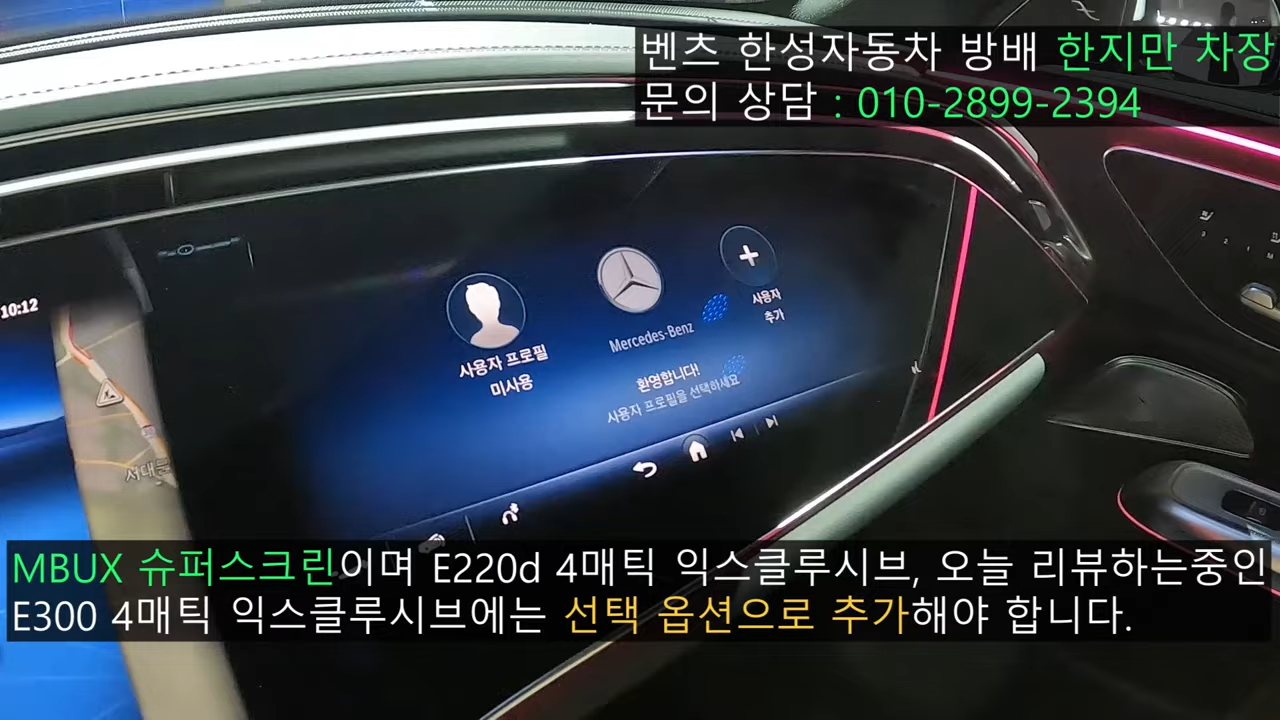 벤츠 한성자동차 방배 한지만 차장
문의 상담 : 010-2899-2394
10:12
사용자 프로필
미사용
Mercedes-Benz
사용자
추가
환영합니다!
사용자 프로필을 선택하세요
서대문
MBUX 슈퍼스크린이며 E220d 4매틱 익스클루시브, 오늘 리뷰하는중인
E300 4매틱 익스클루시브에는 선택 옵션으로 추가해야 합니다.